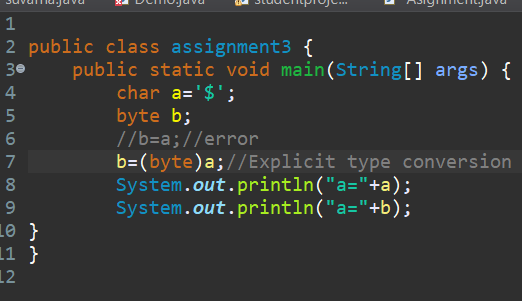 suvarna.java Demo.java studentproje... Asignment.java
1
2 public class assignment3 {
3 public static void main(String[] args) {
4 char a='$';
5 byte b;
6 //b=a;//error
7 b=(byte)a;//Explicit type conversion
8 System.out.println("a="+a);
9 System.out.println("a="+b);
10 }
11 }
12